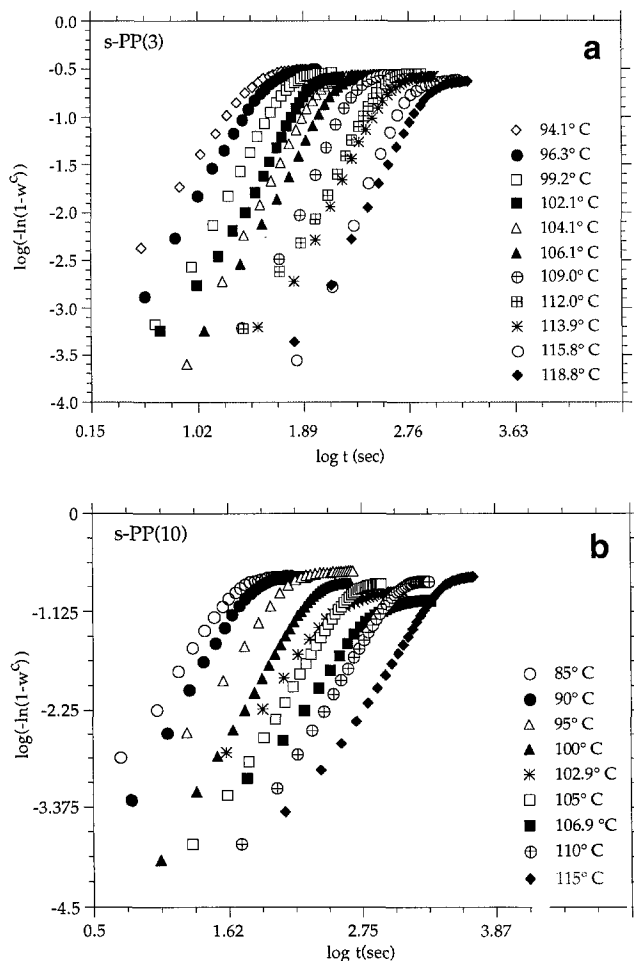 0.0
s-PP(3)
a
-0.5
-1.0
-1.5
-2.0
-2.5
-3.0
-3.5
-4.0
log(-ln(1-w^c))
94.1° C
96.3° C
99.2° C
102.1° C
104.1° C
106.1° C
109.0° C
112.0° C
113.9° C
115.8° C
118.8° C
0.15 1.02 1.89 2.76 3.63
log t (sec)
0
s-PP(10)
b
-1.125
-2.25
-3.375
-4.5
log(-ln(1-w^c))
85° C
90° C
95° C
100° C
102.9° C
105° C
106.9 °C
110° C
115° C
0.5 1.62 2.75 3.87
log t(sec)